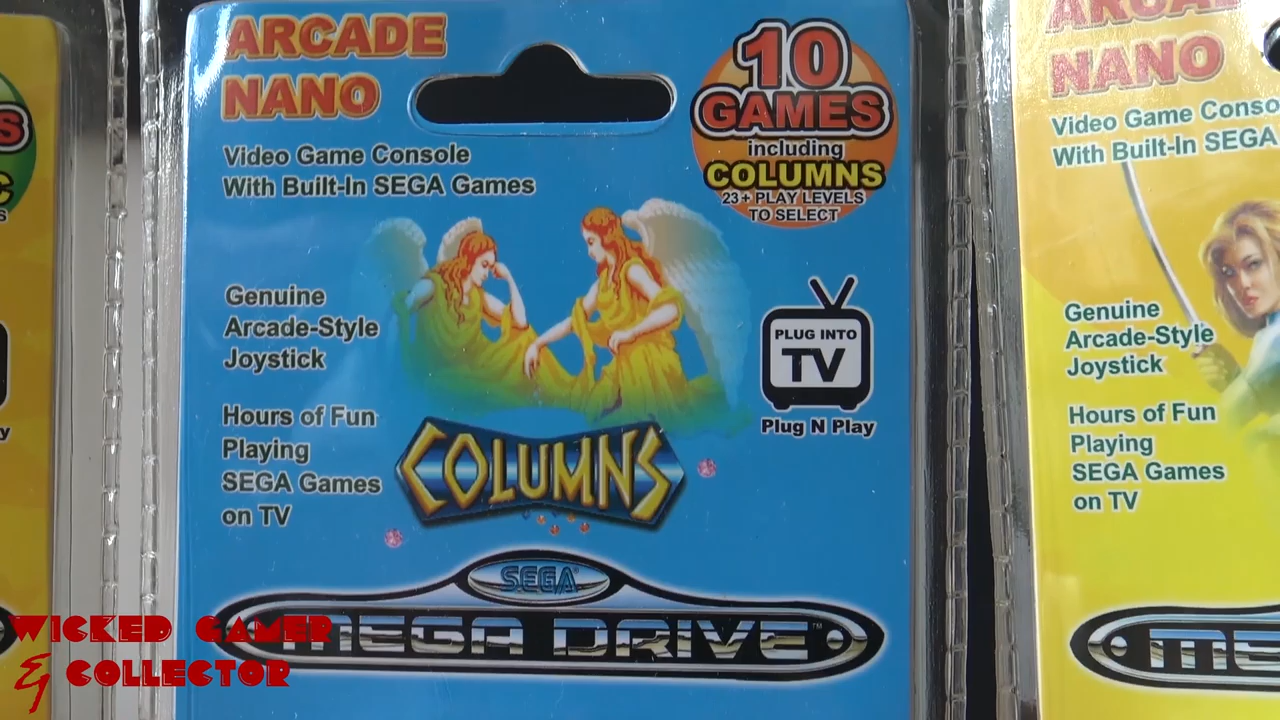 ARCADE
NANO
Video Game Console
With Built-In SEGA Games
10
GAMES
including
COLUMNS
23+ PLAY LEVELS
TO SELECT
Genuine
Arcade-Style
Joystick
PLUG INTO
TV
Plug N Play
Hours of Fun
Playing
SEGA Games
on TV
COLUMNS
SEGA
MEGA DRIVE™
NANO
Video Game
With Built-In SEGA
Genuine
Arcade-Style
Joystick
Hours of Fun
Playing
SEGA Games
on TV
WICKED GAMER
& COLLECTOR